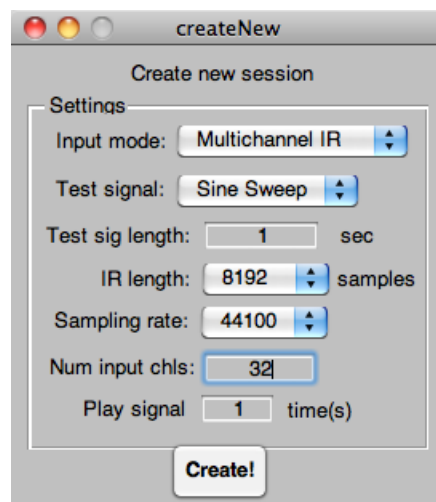 createNew
Create new session
Settings
Input mode: Multichannel IR
Test signal: Sine Sweep
Test sig length: 1 sec
IR length: 8192 samples
Sampling rate: 44100
Num input chls: 32
Play signal 1 time(s)
Create!